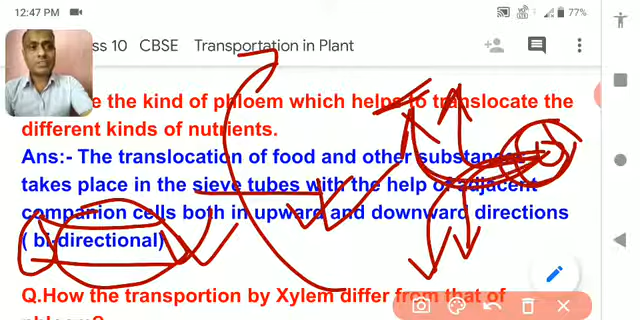 12:47 PM 77%
ss 10 CBSE Transportation in Plant
e the kind of phloem which helps to translocate the
different kinds of nutrients.
Ans:- The translocation of food and other substances
takes place in the sieve tubes with the help of adjacent
companion cells both in upward and downward directions
( bi-directional)
Q.How the transportion by Xylem differ from that of